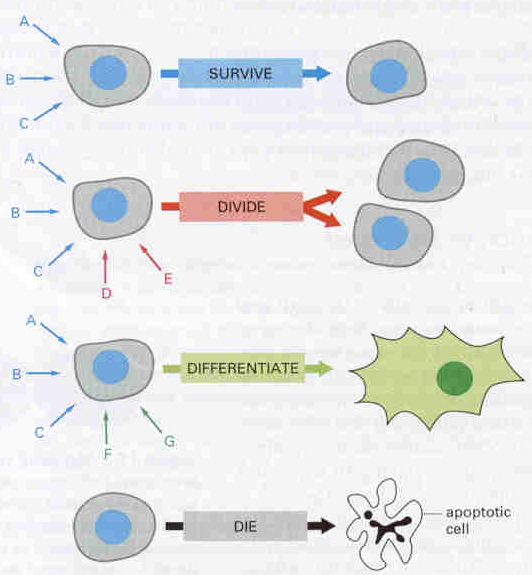 A
B
C
SURVIVE
A
B
C
D
E
DIVIDE
A
B
C
F
G
DIFFERENTIATE
DIE
apoptotic
cell